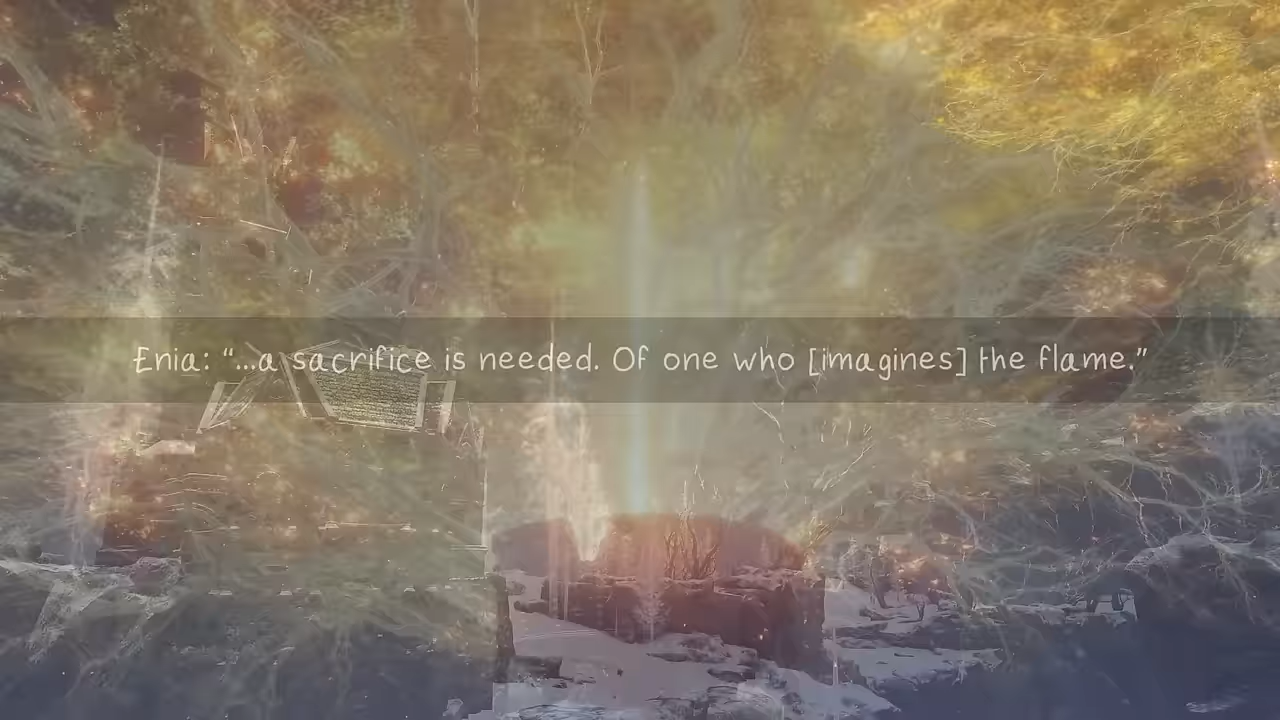 Enia: “...a sacrifice is needed. Of one who [imagines] the flame.”